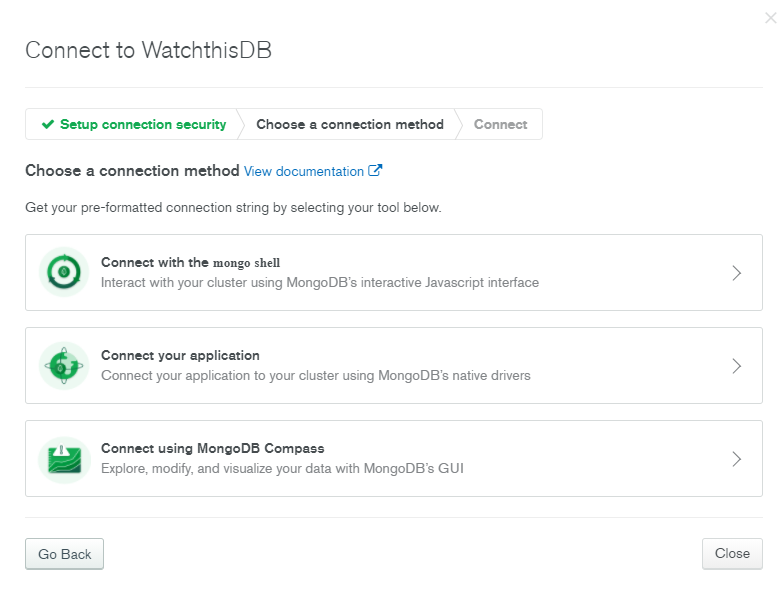 Connect to WatchthisDB
Setup connection security
Choose a connection method
Connect
Choose a connection method View documentation
Get your pre-formatted connection string by selecting your tool below.
Connect with the mongo shell
Interact with your cluster using MongoDB's interactive Javascript interface
Connect your application
Connect your application to your cluster using MongoDB's native drivers
Connect using MongoDB Compass
Explore, modify, and visualize your data with MongoDB's GUI
Go Back
Close